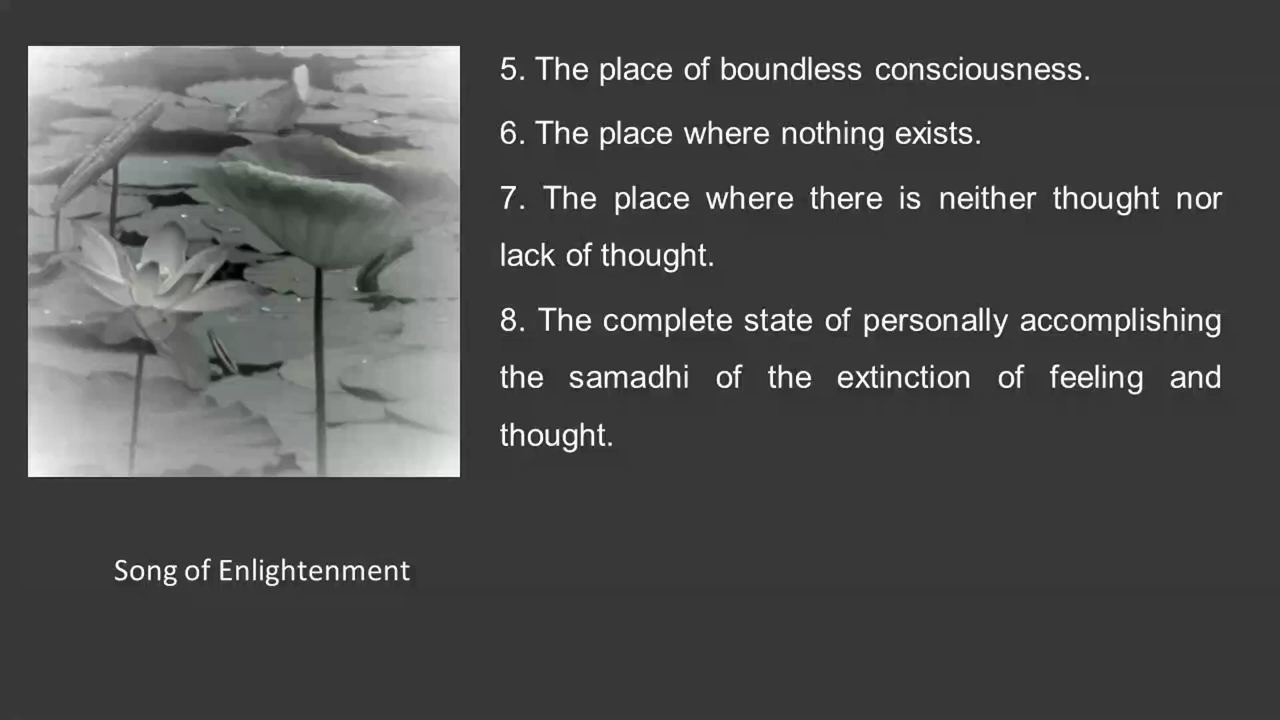 5. The place of boundless consciousness.
6. The place where nothing exists.
7. The place where there is neither thought nor
lack of thought.
8. The complete state of personally accomplishing
the samadhi of the extinction of feeling and
thought.
Song of Enlightenment